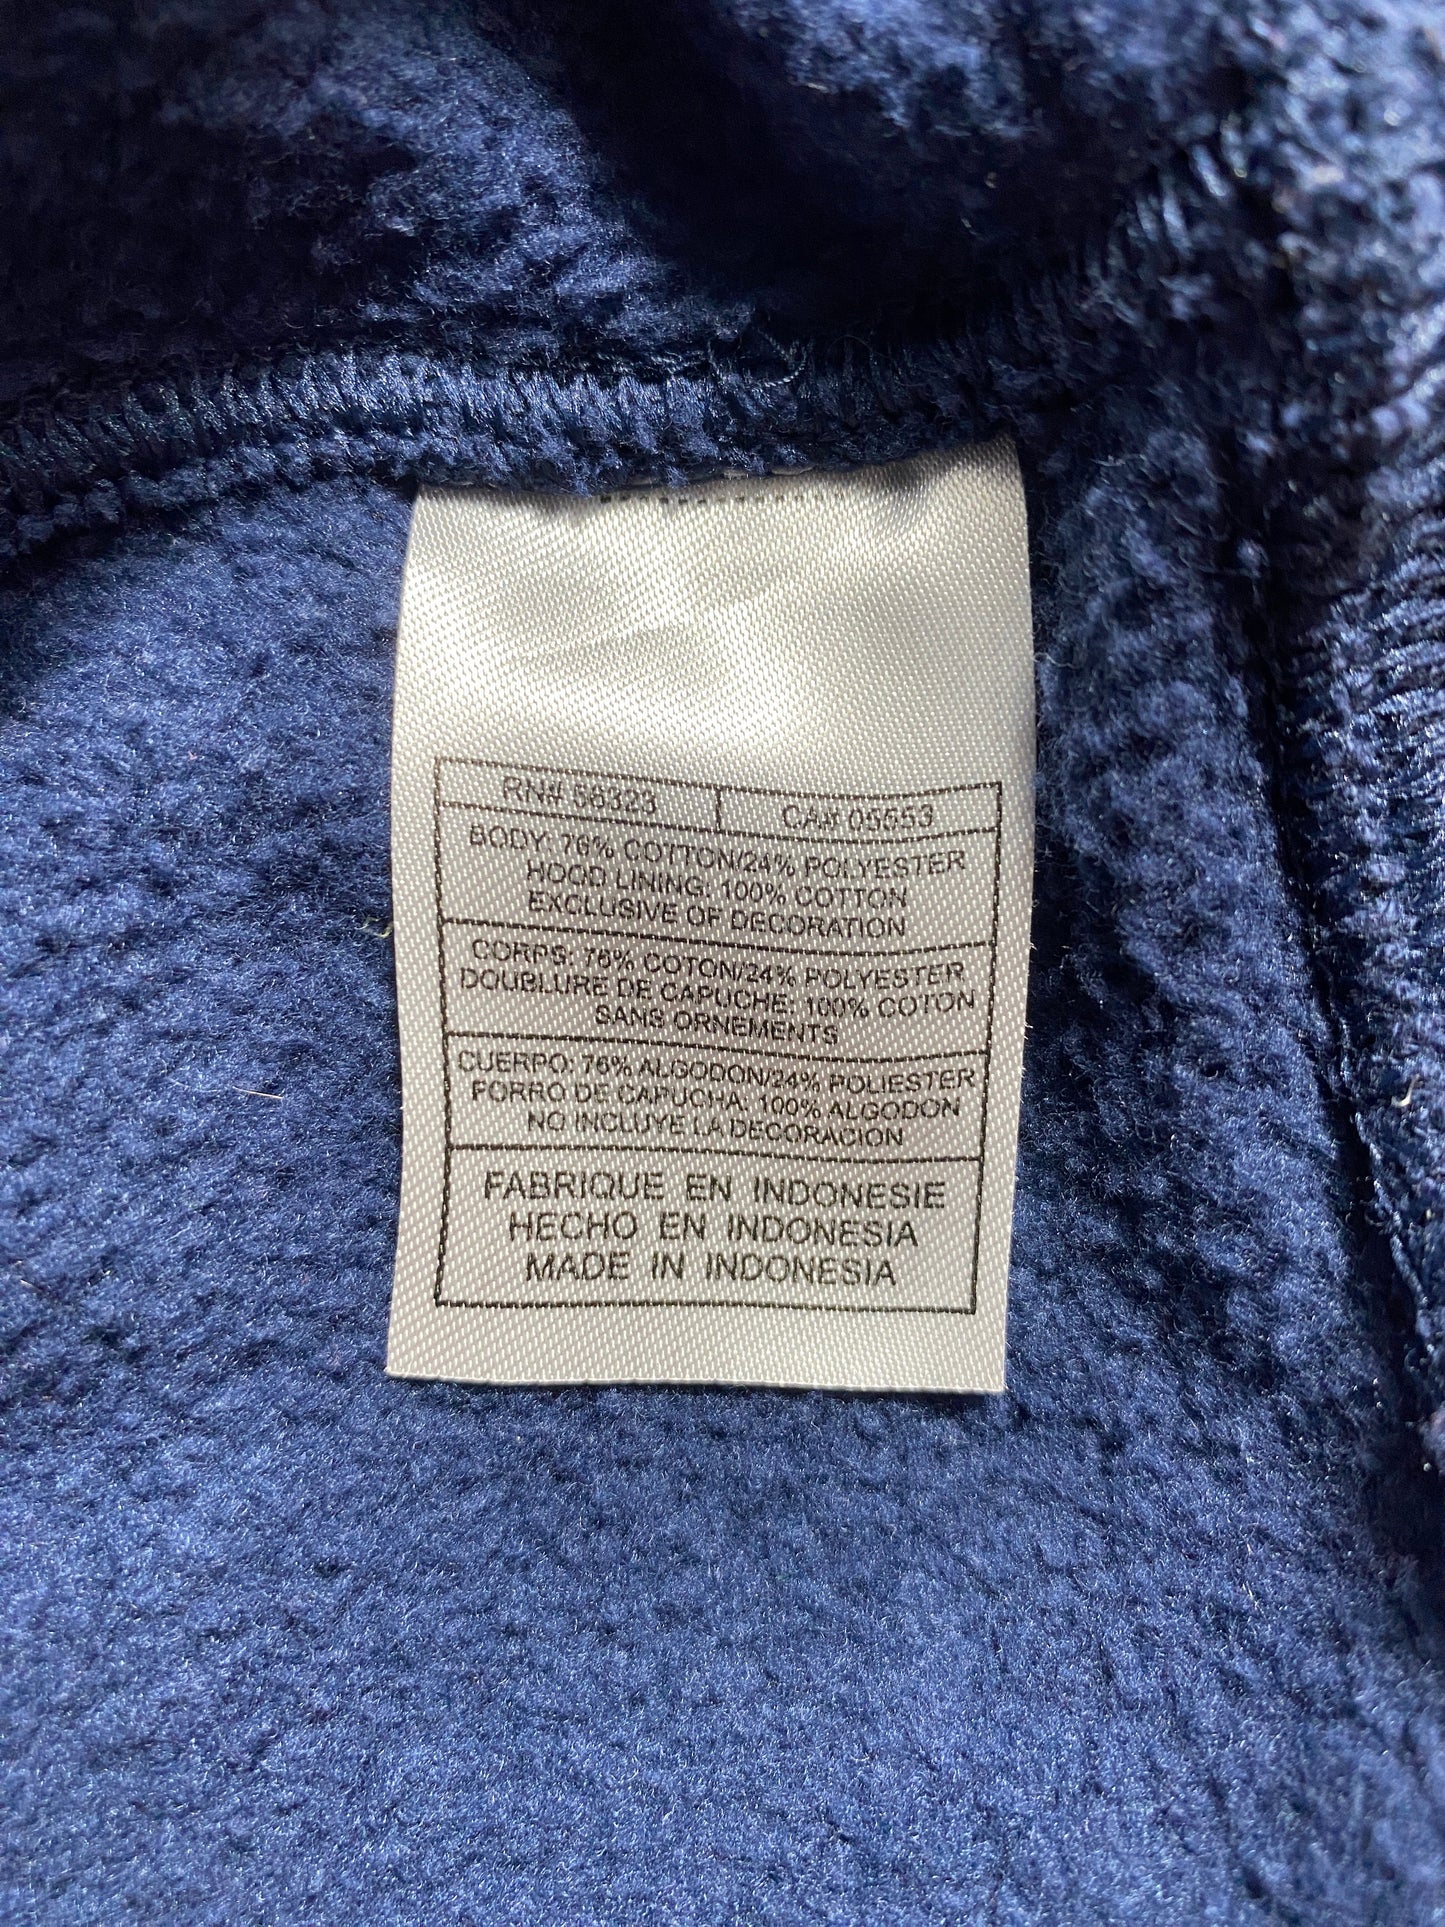 RN# 56323 CA# 05553
BODY: 76% COTTON/24% POLYESTER
HOOD LINING: 100% COTTON
EXCLUSIVE OF DECORATION
CORPS: 76% COTON/24% POLYESTER
DOUBLURE DE CAPUCHE: 100% COTON
SANS ORNEMENTS
CUERPO: 76% ALGODON/24% POLIESTER
FORRO DE CAPUCHA: 100% ALGODON
NO INCLUYE LA DECORACION
FABRIQUE EN INDONESIE
HECHO EN INDONESIA
MADE IN INDONESIA